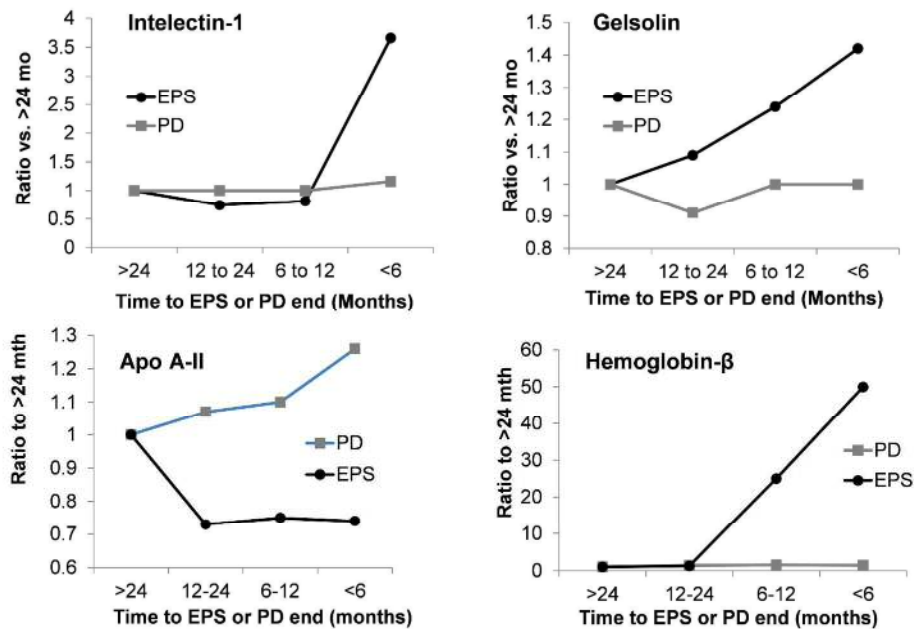 Intelectin-1
Ratio vs. >24 mo
4
3.5
3
2.5
2
1.5
1
0.5
0
EPS
PD
>24 12 to 24 6 to 12 <6
Time to EPS or PD end (Months)
Gelsolin
Ratio vs. >24 mo
1.5
1.4
1.3
1.2
1.1
1
0.9
0.8
EPS
PD
>24 12 to 24 6 to 12 <6
Time to EPS or PD end (Months)
Apo A-II
Ratio to >24 mth
1.3
1.2
1.1
1
0.9
0.8
0.7
0.6
PD
EPS
>24 12-24 6-12 <6
Time to EPS or PD end (months)
Hemoglobin-β
Ratio to >24 mth
60
50
40
30
20
10
0
PD
EPS
>24 12-24 6-12 <6
Time to EPS or PD end (months)